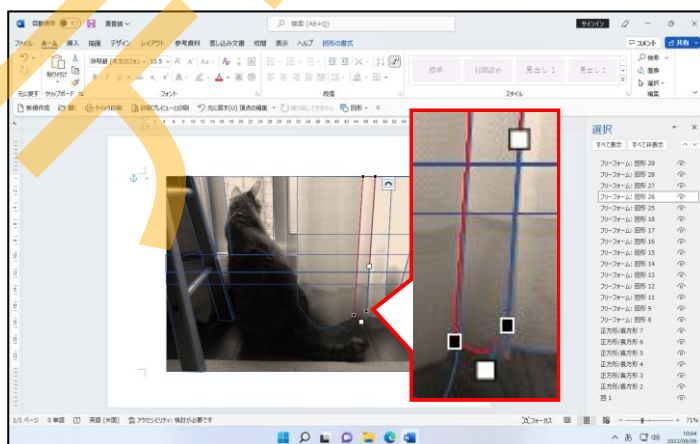 自動保存 オフ
黄昏猫
検索 (Alt+Q)
サインイン
ファイル ホーム 挿入 描画 デザイン レイアウト 参考資料 差し込み文書 校閲 表示 ヘルプ 図形の書式
コメント 共有
貼り付け
10.5
標準 行間詰め 見出し 1 見出し 2
検索
置換
選択
元に戻す クリップボード フォント 段落 スタイル 編集
新規作成 開く クイック印刷 印刷プレビューと印刷 元に戻す(U) 頂点の編集 図形
選択
すべて表示 すべて非表示
フリーフォーム: 図形 29
フリーフォーム: 図形 28
フリーフォーム: 図形 27
フリーフォーム: 図形 26
フリーフォーム: 図形 25
フリーフォーム: 図形 18
フリーフォーム: 図形 17
フリーフォーム: 図形 16
フリーフォーム: 図形 15
フリーフォーム: 図形 14
フリーフォーム: 図形 13
フリーフォーム: 図形 12
フリーフォーム: 図形 11
フリーフォーム: 図形 9
フリーフォーム: 図形 8
正方形/長方形 7
正方形/長方形 6
正方形/長方形 5
正方形/長方形 4
正方形/長方形 3
正方形/長方形 2
図 1
1/1 ページ 0 単語 英語 (米国) アクセシビリティ: 検討が必要です
フォーカス
71%
あ
10:04
2022/09/09